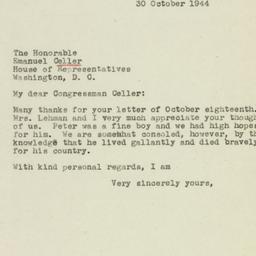 30 October 1944
The Honorable
Emanuel Celler
House of Representatives
Washington, D. C.
My dear Congressman Celler:
Many thanks for your letter of October eighteenth.
Mrs. Lehman and I very much appreciate your though
of us. Peter was a fine boy and we had high hopes
for him. We are somewhat consoled, however, by th
knowledge that he lived gallantly and died bravely
for his country.
With kind personal regards, I am
Very sincerely yours,